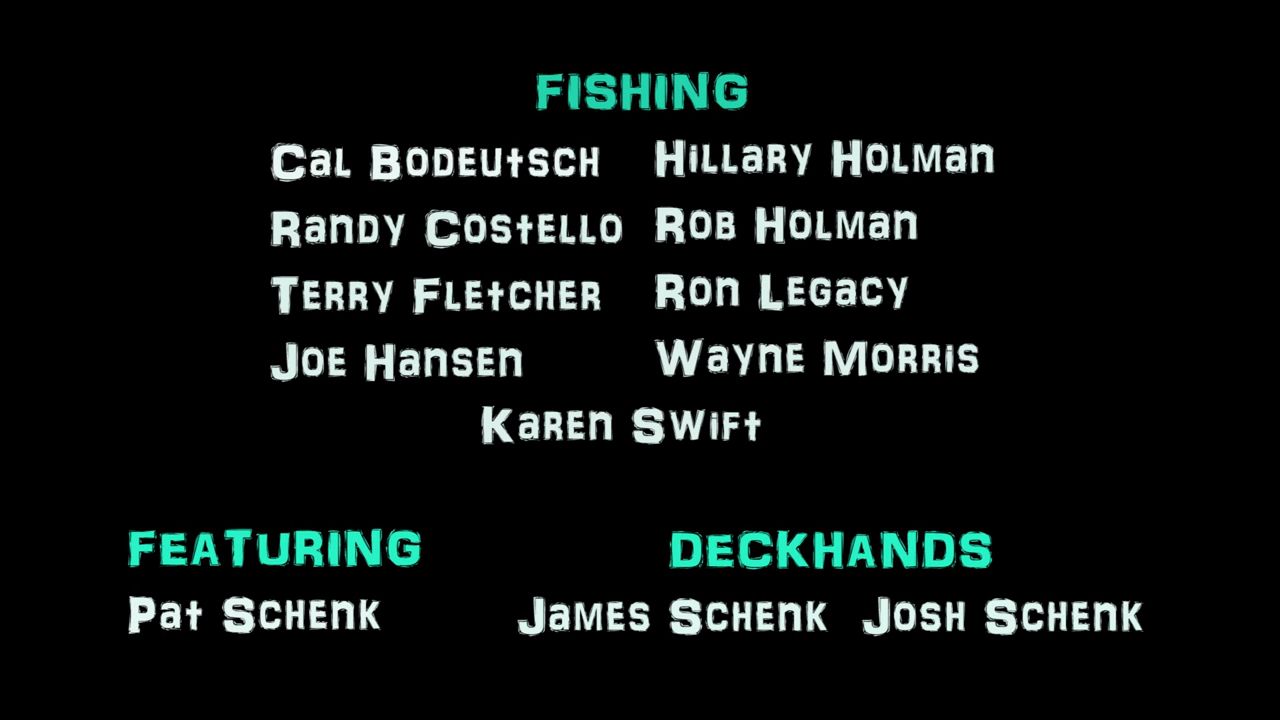 FISHING
Cal Bodeutsch Hillary Holman
Randy Costello Rob Holman
Terry Fletcher Ron Legacy
Joe Hansen Wayne Morris
Karen Swift
FEATURING DECKHANDS
Pat Schenk James Schenk Josh Schenk